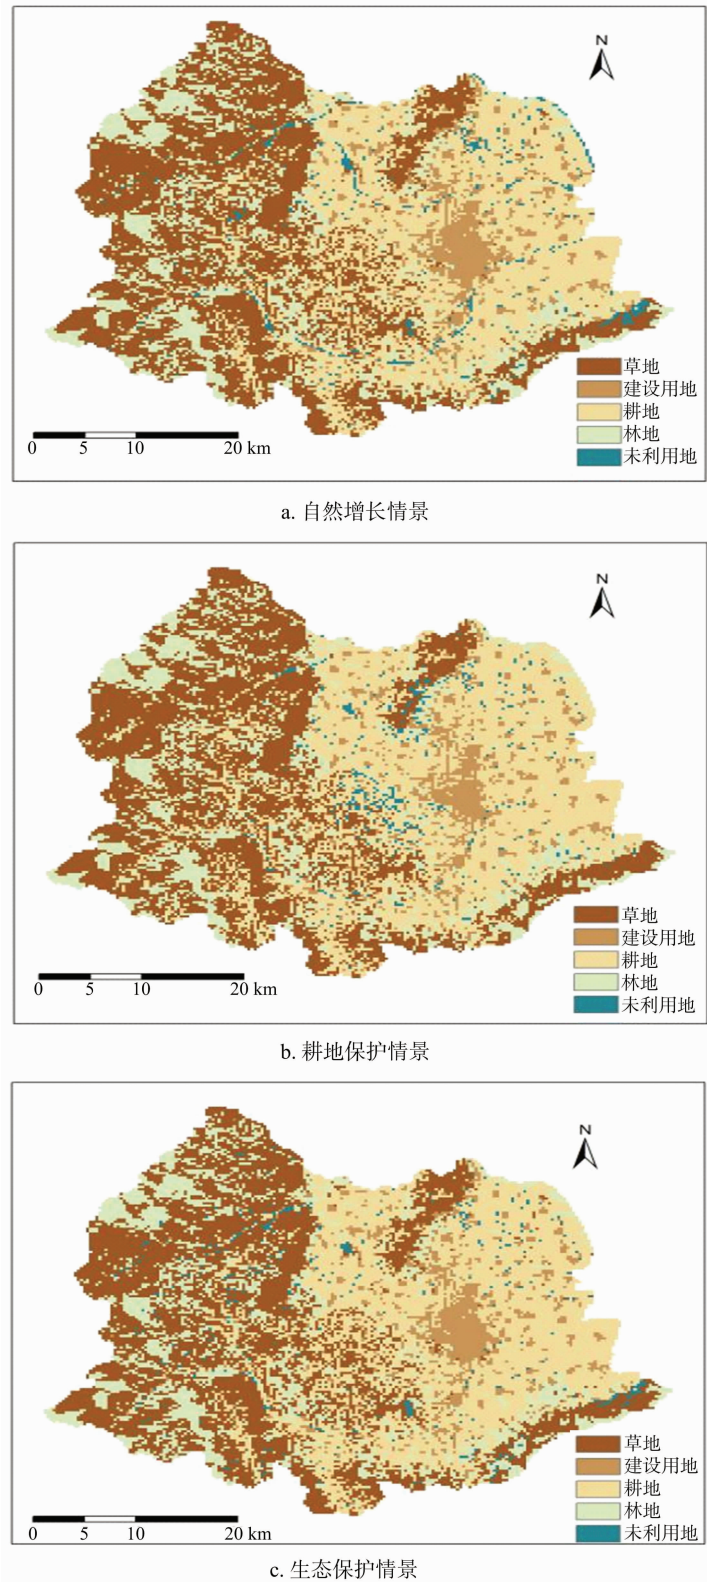 N
草地
建设用地
耕地
林地
未利用地
0 5 10 20 km
a. 自然增长情景
N
草地
建设用地
耕地
林地
未利用地
0 5 10 20 km
b. 耕地保护情景
N
草地
建设用地
耕地
林地
未利用地
0 5 10 20 km
c. 生态保护情景